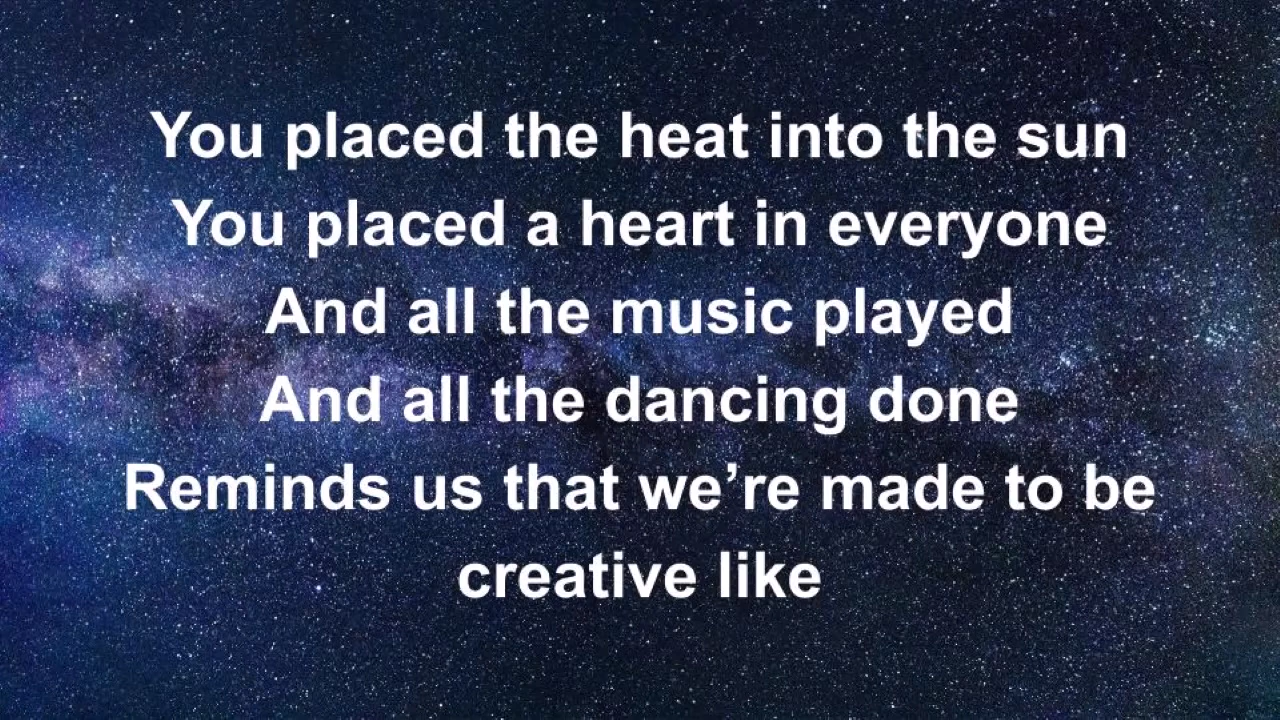 You placed the heat into the sun
You placed a heart in everyone
And all the music played
And all the dancing done
Reminds us that we’re made to be
creative like